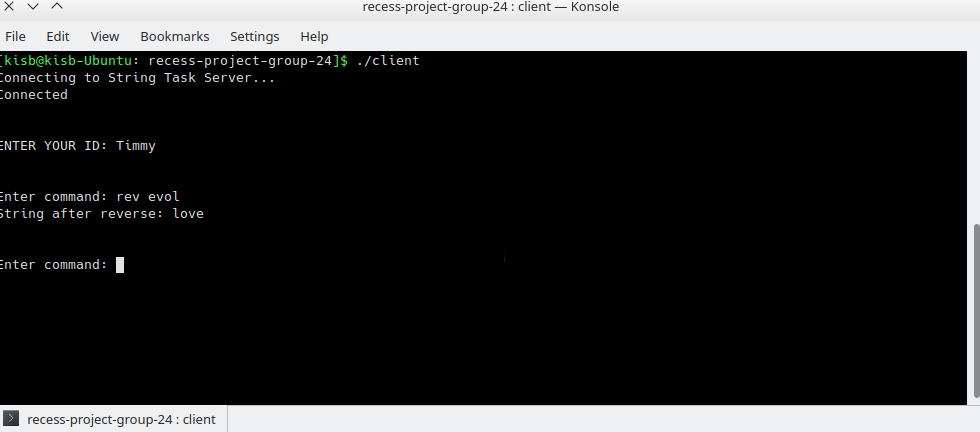 recess-project-group-24 : client — Konsole
File Edit View Bookmarks Settings Help
[kisb@kisb-Ubuntu: recess-project-group-24]$ ./client
Connecting to String Task Server...
Connected
ENTER YOUR ID: Timmy
Enter command: rev evol
String after reverse: love
Enter command:
recess-project-group-24 : client